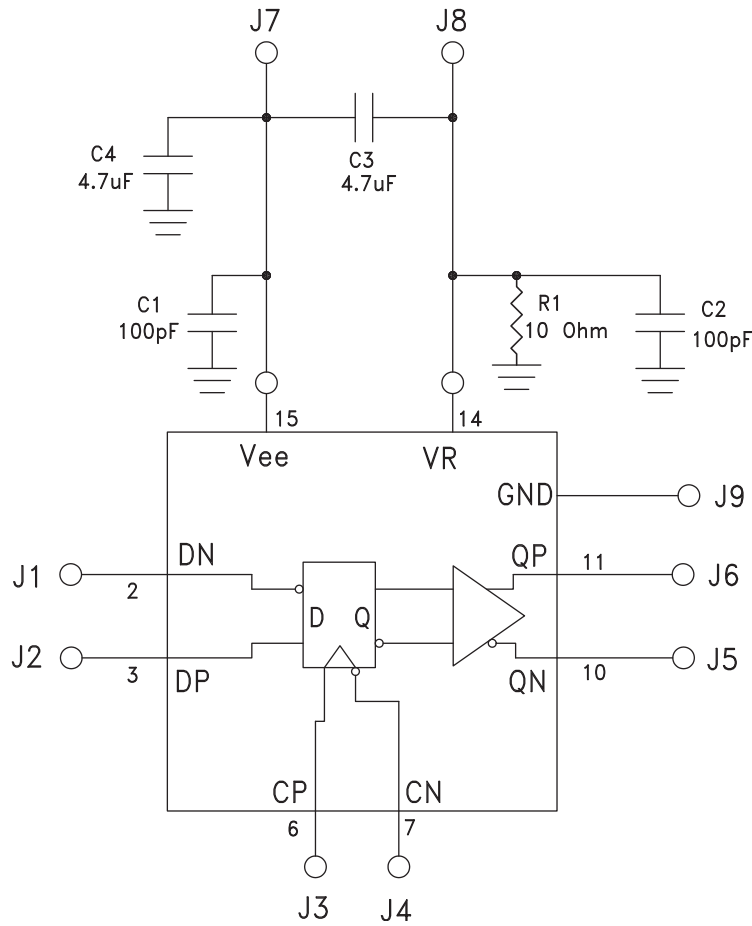 J7
J8
C4
4.7uF
C3
4.7uF
C1
100pF
R1
10 Ohm
C2
100pF
15
14
Vee
VR
GND
J9
DN
QP
11
J1
2
J6
D
Q
J2
3
DP
QN
10
J5
CP
CN
6
7
J3
J4